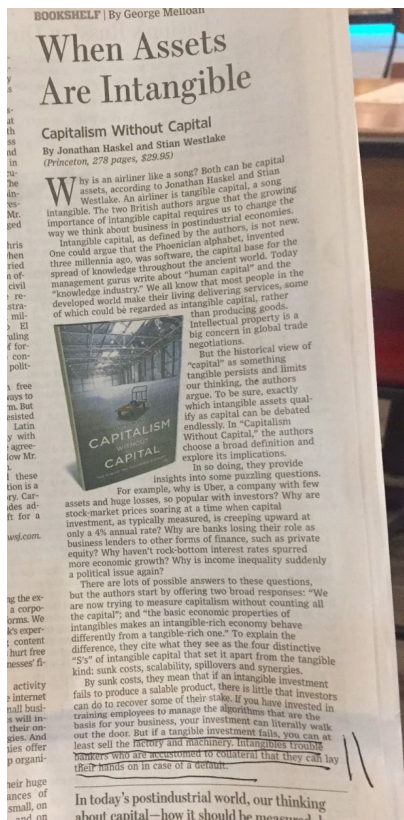 BOOKSHELF | By George Melloan
When Assets
Are Intangible
Capitalism Without Capital
By Jonathan Haskel and Stian Westlake
(Princeton, 278 pages, $29.95)
Why is an airliner like a song? Both can be capital
assets, according to Jonathan Haskel and Stian
Westlake. An airliner is tangible capital, a song
intangible. The two British authors argue that the growing
importance of intangible capital requires us to change the
way we think about business in postindustrial economies.
Intangible capital, as defined by the authors, is not new.
One could argue that the Phoenician alphabet, invented
three millennia ago, was software, the capital base for the
spread of knowledge throughout the ancient world. Today
management gurus write about “human capital” and the
“knowledge industry.” We all know that most people in the
developed world make their living delivering services, some
of which could be regarded as intangible capital, rather
than producing goods.
Intellectual property is a
big concern in global trade
negotiations.
But the historical view of
“capital” as something
tangible persists and limits
our thinking, the authors
argue. To be sure, exactly
which intangible assets qual-
ify as capital can be debated
endlessly. In “Capitalism
Without Capital,” the authors
choose a broad definition and
explore its implications.
In so doing, they provide
insights into some puzzling questions.
For example, why is Uber, a company with few
assets and huge losses, so popular with investors? Why are
stock-market prices soaring at a time when capital
investment, as typically measured, is creeping upward at
only a 4% annual rate? Why are banks losing their role as
business lenders to other forms of finance, such as private
equity? Why haven’t rock-bottom interest rates spurred
more economic growth? Why is income inequality suddenly
a political issue again?
There are lots of possible answers to these questions,
but the authors start by offering two broad responses: “We
are now trying to measure capitalism without counting all
the capital”; and “the basic economic properties of
intangibles makes an intangible-rich economy behave
differently from a tangible-rich one.” To explain the
difference, they cite what they see as the four distinctive
“S’s” of intangible capital that set it apart from the tangible
kind: sunk costs, scalability, spillovers and synergies.
By sunk costs, they mean that if an intangible investment
fails to produce a salable product, there is little that investors
can do to recover some of their stake. If you have invested in
training employees to manage the algorithms that are the
basis for your business, your investment can literally walk
out the door. But if a tangible investment fails, you can at
least sell the factory and machinery. Intangibles trouble
bankers who are accustomed to collateral that they can lay
their hands on in case of a default.
In today’s postindustrial world, our thinking
about capital—how it should be measured
CAPITALISM
WITHOUT
CAPITAL